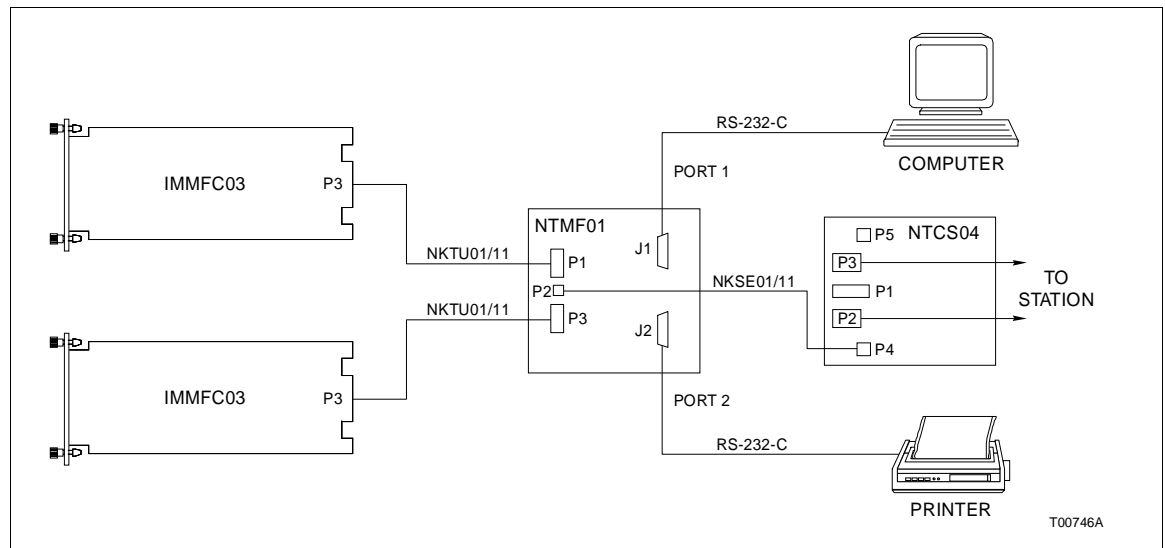 RS-232-C
COMPUTER
PORT 1
IMMFC03
P3
NTMF01
J1
P1
NKTU01/11
P2
NKSE01/11
NKTU01/11
P3
J2
P5
NTCS04
P3
P1
P2
P4
TO
STATION
IMMFC03
P3
PORT 2
RS-232-C
PRINTER
T00746A